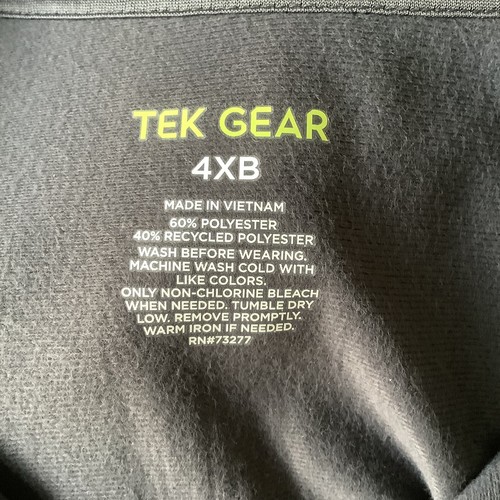 TEK GEAR
4XB
MADE IN VIETNAM
60% POLYESTER
40% RECYCLED POLYESTER
WASH BEFORE WEARING.
MACHINE WASH COLD WITH
LIKE COLORS.
ONLY NON-CHLORINE BLEACH
WHEN NEEDED. TUMBLE DRY
LOW. REMOVE PROMPTLY.
WARM IRON IF NEEDED.
RN#73277